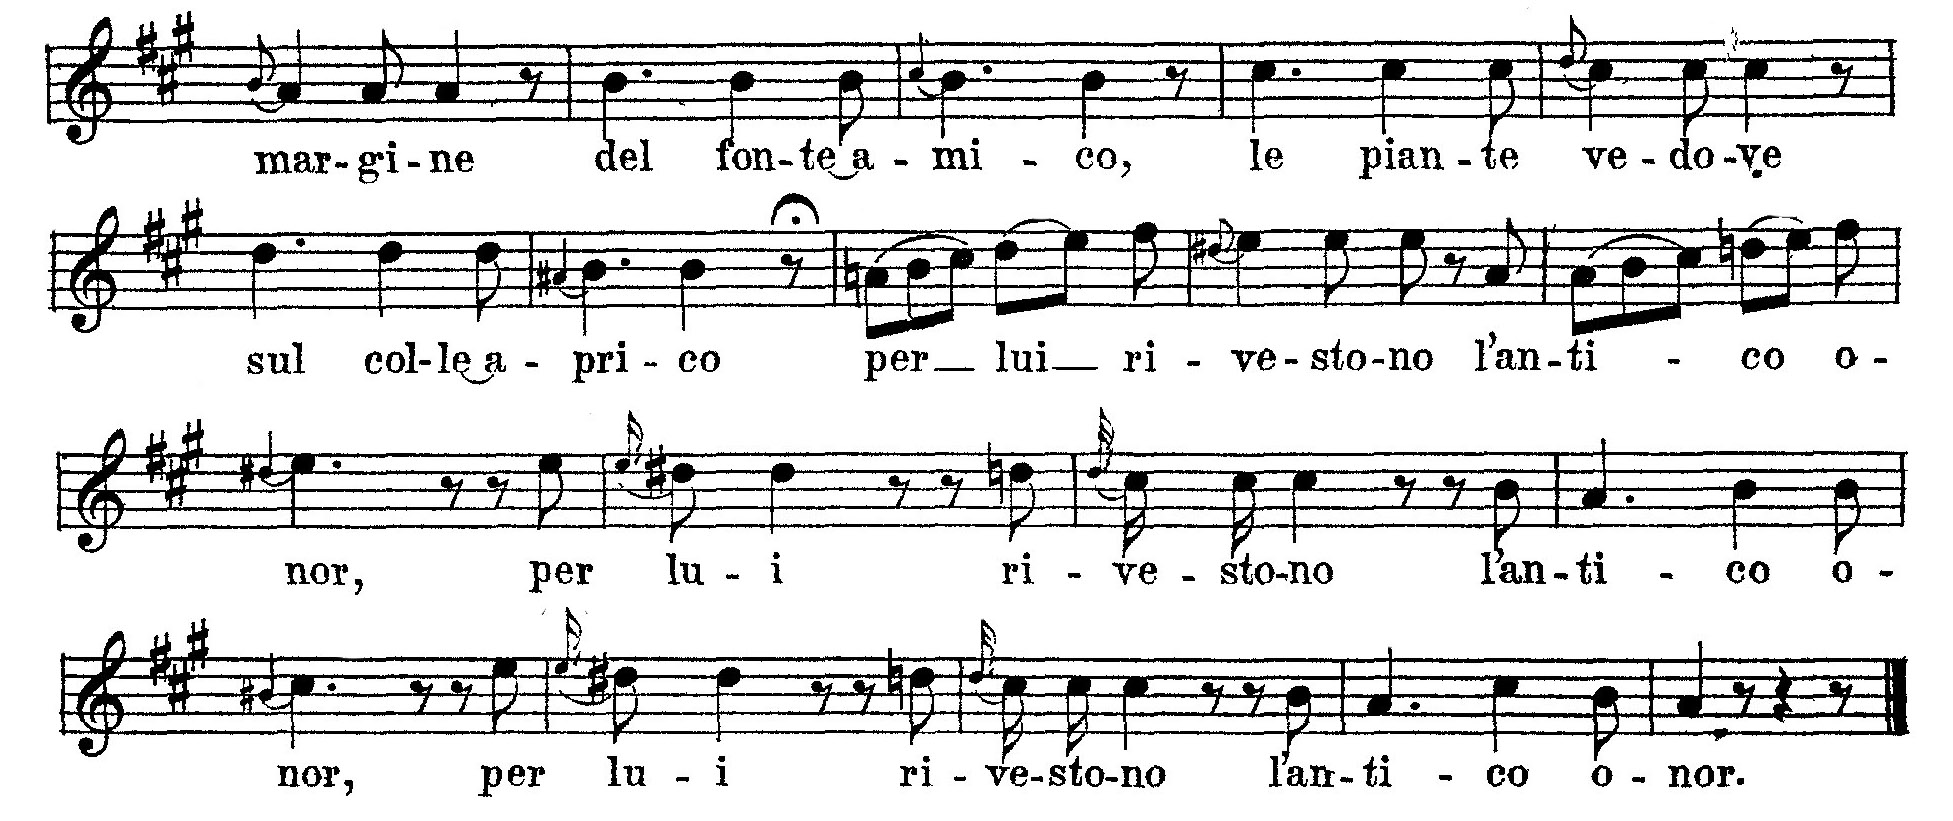 mar-gi-ne del fon-te a-mi-co, le pian-te ve-do-ve
sul col-le a-pri-co per lui ri-ve-sto-no l'an-ti-co o-
nor, per lu-i ri-ve-sto-no l'an-ti-co o-
nor, per lu-i ri-ve-sto-no l'an-ti-co o-nor.